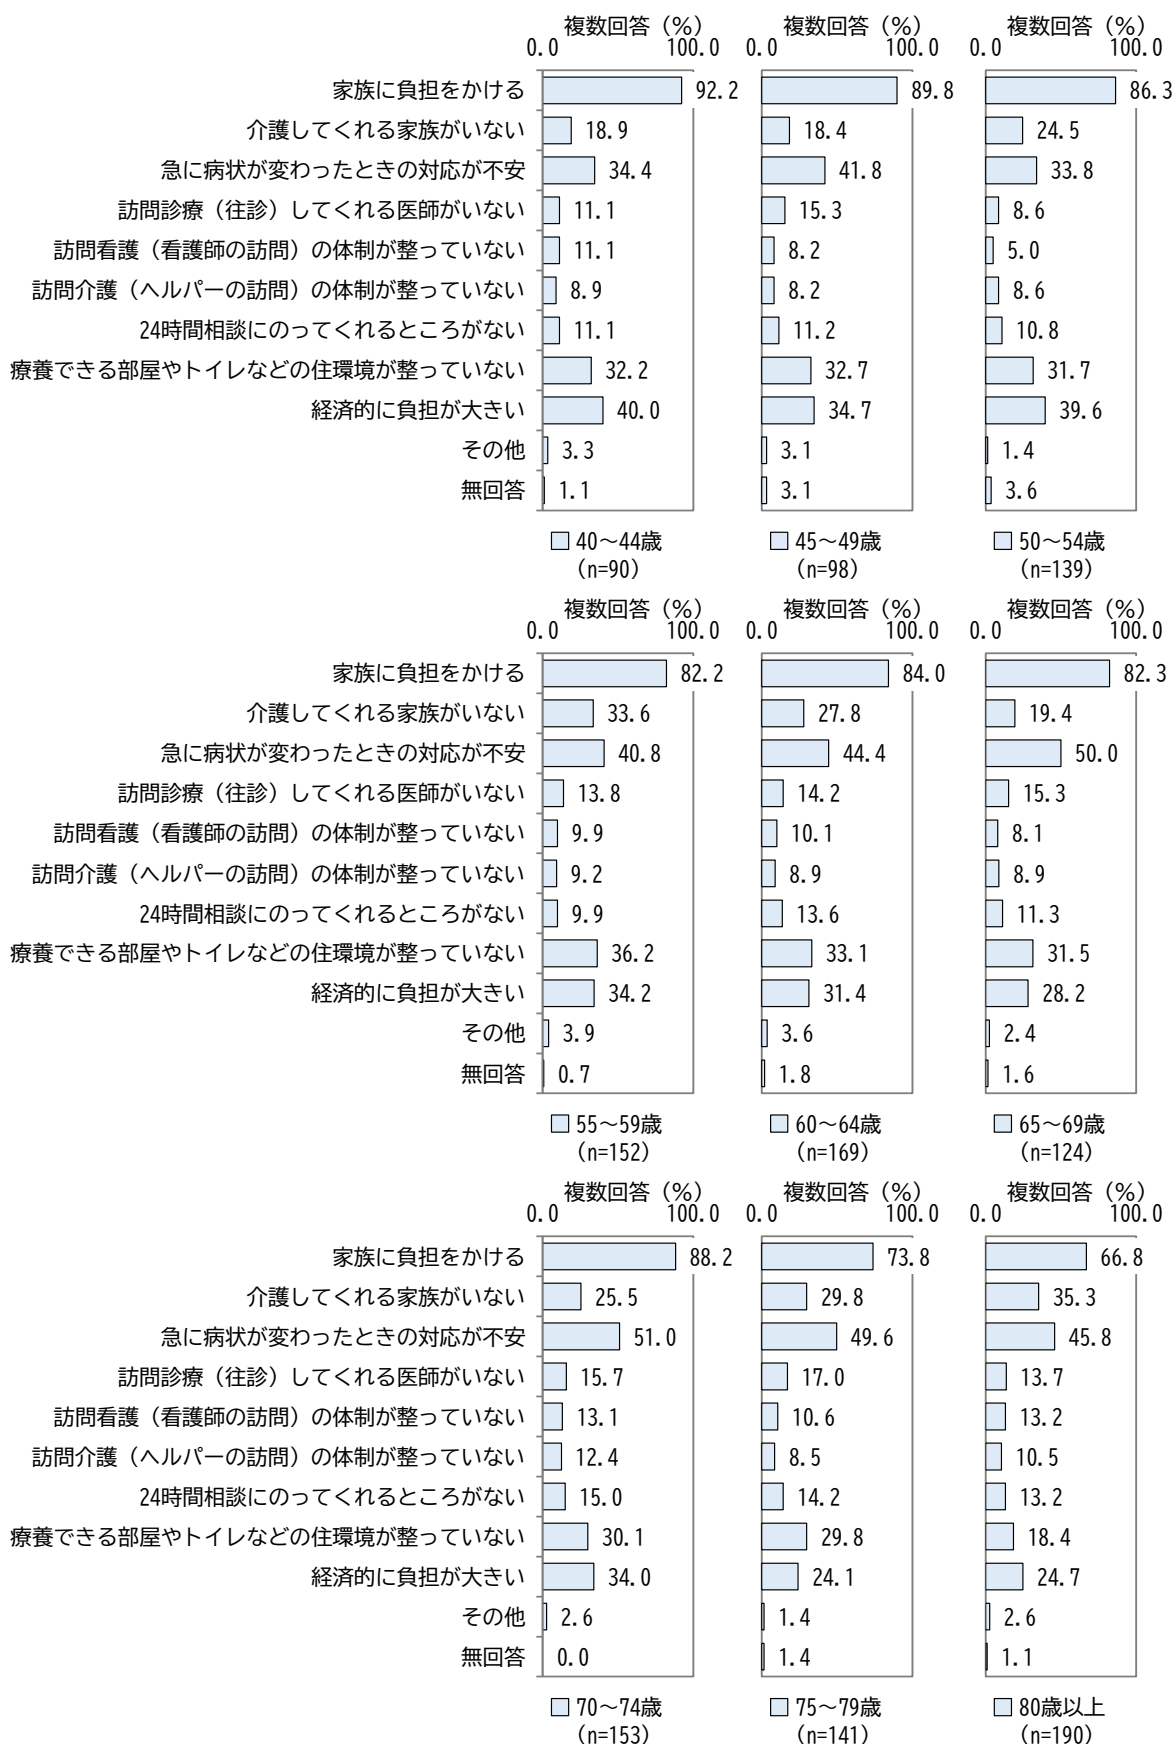 複数回答（%） 複数回答（%） 複数回答（%）
0.0 100.0 0.0 100.0 0.0 100.0
家族に負担をかける 92.2 89.8 86.3
介護してくれる家族がいない 18.9 18.4 24.5
急に病状が変わったときの対応が不安 34.4 41.8 33.8
訪問診療（往診）してくれる医師がいない 11.1 15.3 8.6
訪問看護（看護師の訪問）の体制が整っていない 11.1 8.2 5.0
訪問介護（ヘルパーの訪問）の体制が整っていない 8.9 8.2 8.6
24時間相談にのってくれるところがない 11.1 11.2 10.8
療養できる部屋やトイレなどの住環境が整っていない 32.2 32.7 31.7
経済的に負担が大きい 40.0 34.7 39.6
その他 3.3 3.1 1.4
無回答 1.1 3.1 3.6
40～44歳 45～49歳 50～54歳
（n=90） （n=98） （n=139）
複数回答（%） 複数回答（%） 複数回答（%）
0.0 100.0 0.0 100.0 0.0 100.0
家族に負担をかける 82.2 84.0 82.3
介護してくれる家族がいない 33.6 27.8 19.4
急に病状が変わったときの対応が不安 40.8 44.4 50.0
訪問診療（往診）してくれる医師がいない 13.8 14.2 15.3
訪問看護（看護師の訪問）の体制が整っていない 9.9 10.1 8.1
訪問介護（ヘルパーの訪問）の体制が整っていない 9.2 8.9 8.9
24時間相談にのってくれるところがない 9.9 13.6 11.3
療養できる部屋やトイレなどの住環境が整っていない 36.2 33.1 31.5
経済的に負担が大きい 34.2 31.4 28.2
その他 3.9 3.6 2.4
無回答 0.7 1.8 1.6
55～59歳 60～64歳 65～69歳
（n=152） （n=169） （n=124）
複数回答（%） 複数回答（%） 複数回答（%）
0.0 100.0 0.0 100.0 0.0 100.0
家族に負担をかける 88.2 73.8 66.8
介護してくれる家族がいない 25.5 29.8 35.3
急に病状が変わったときの対応が不安 51.0 49.6 45.8
訪問診療（往診）してくれる医師がいない 15.7 17.0 13.7
訪問看護（看護師の訪問）の体制が整っていない 13.1 10.6 13.2
訪問介護（ヘルパーの訪問）の体制が整っていない 12.4 8.5 10.5
24時間相談にのってくれるところがない 15.0 14.2 13.2
療養できる部屋やトイレなどの住環境が整っていない 30.1 29.8 18.4
経済的に負担が大きい 34.0 24.1 24.7
その他 2.6 1.4 2.6
無回答 0.0 1.4 1.1
70～74歳 75～79歳 80歳以上
（n=153） （n=141） （n=190）